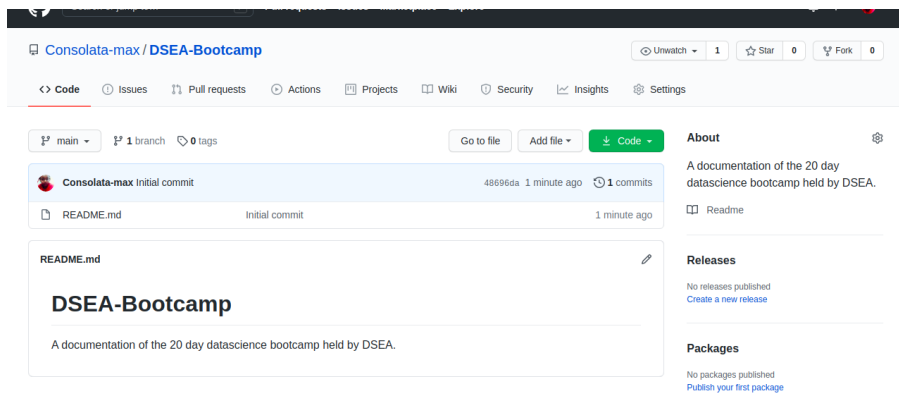 Consolata-max / DSEA-Bootcamp
Unwatch 1 Star 0 Fork 0
<> Code Issues Pull requests Actions Projects Wiki Security Insights Settings
main 1 branch 0 tags Go to file Add file Code
Consolata-max Initial commit 48696da 1 minute ago 1 commits
README.md Initial commit 1 minute ago
README.md
DSEA-Bootcamp
A documentation of the 20 day datascience bootcamp held by DSEA.
About
A documentation of the 20 day
datascience bootcamp held by DSEA.
Readme
Releases
No releases published
Create a new release
Packages
No packages published
Publish your first package